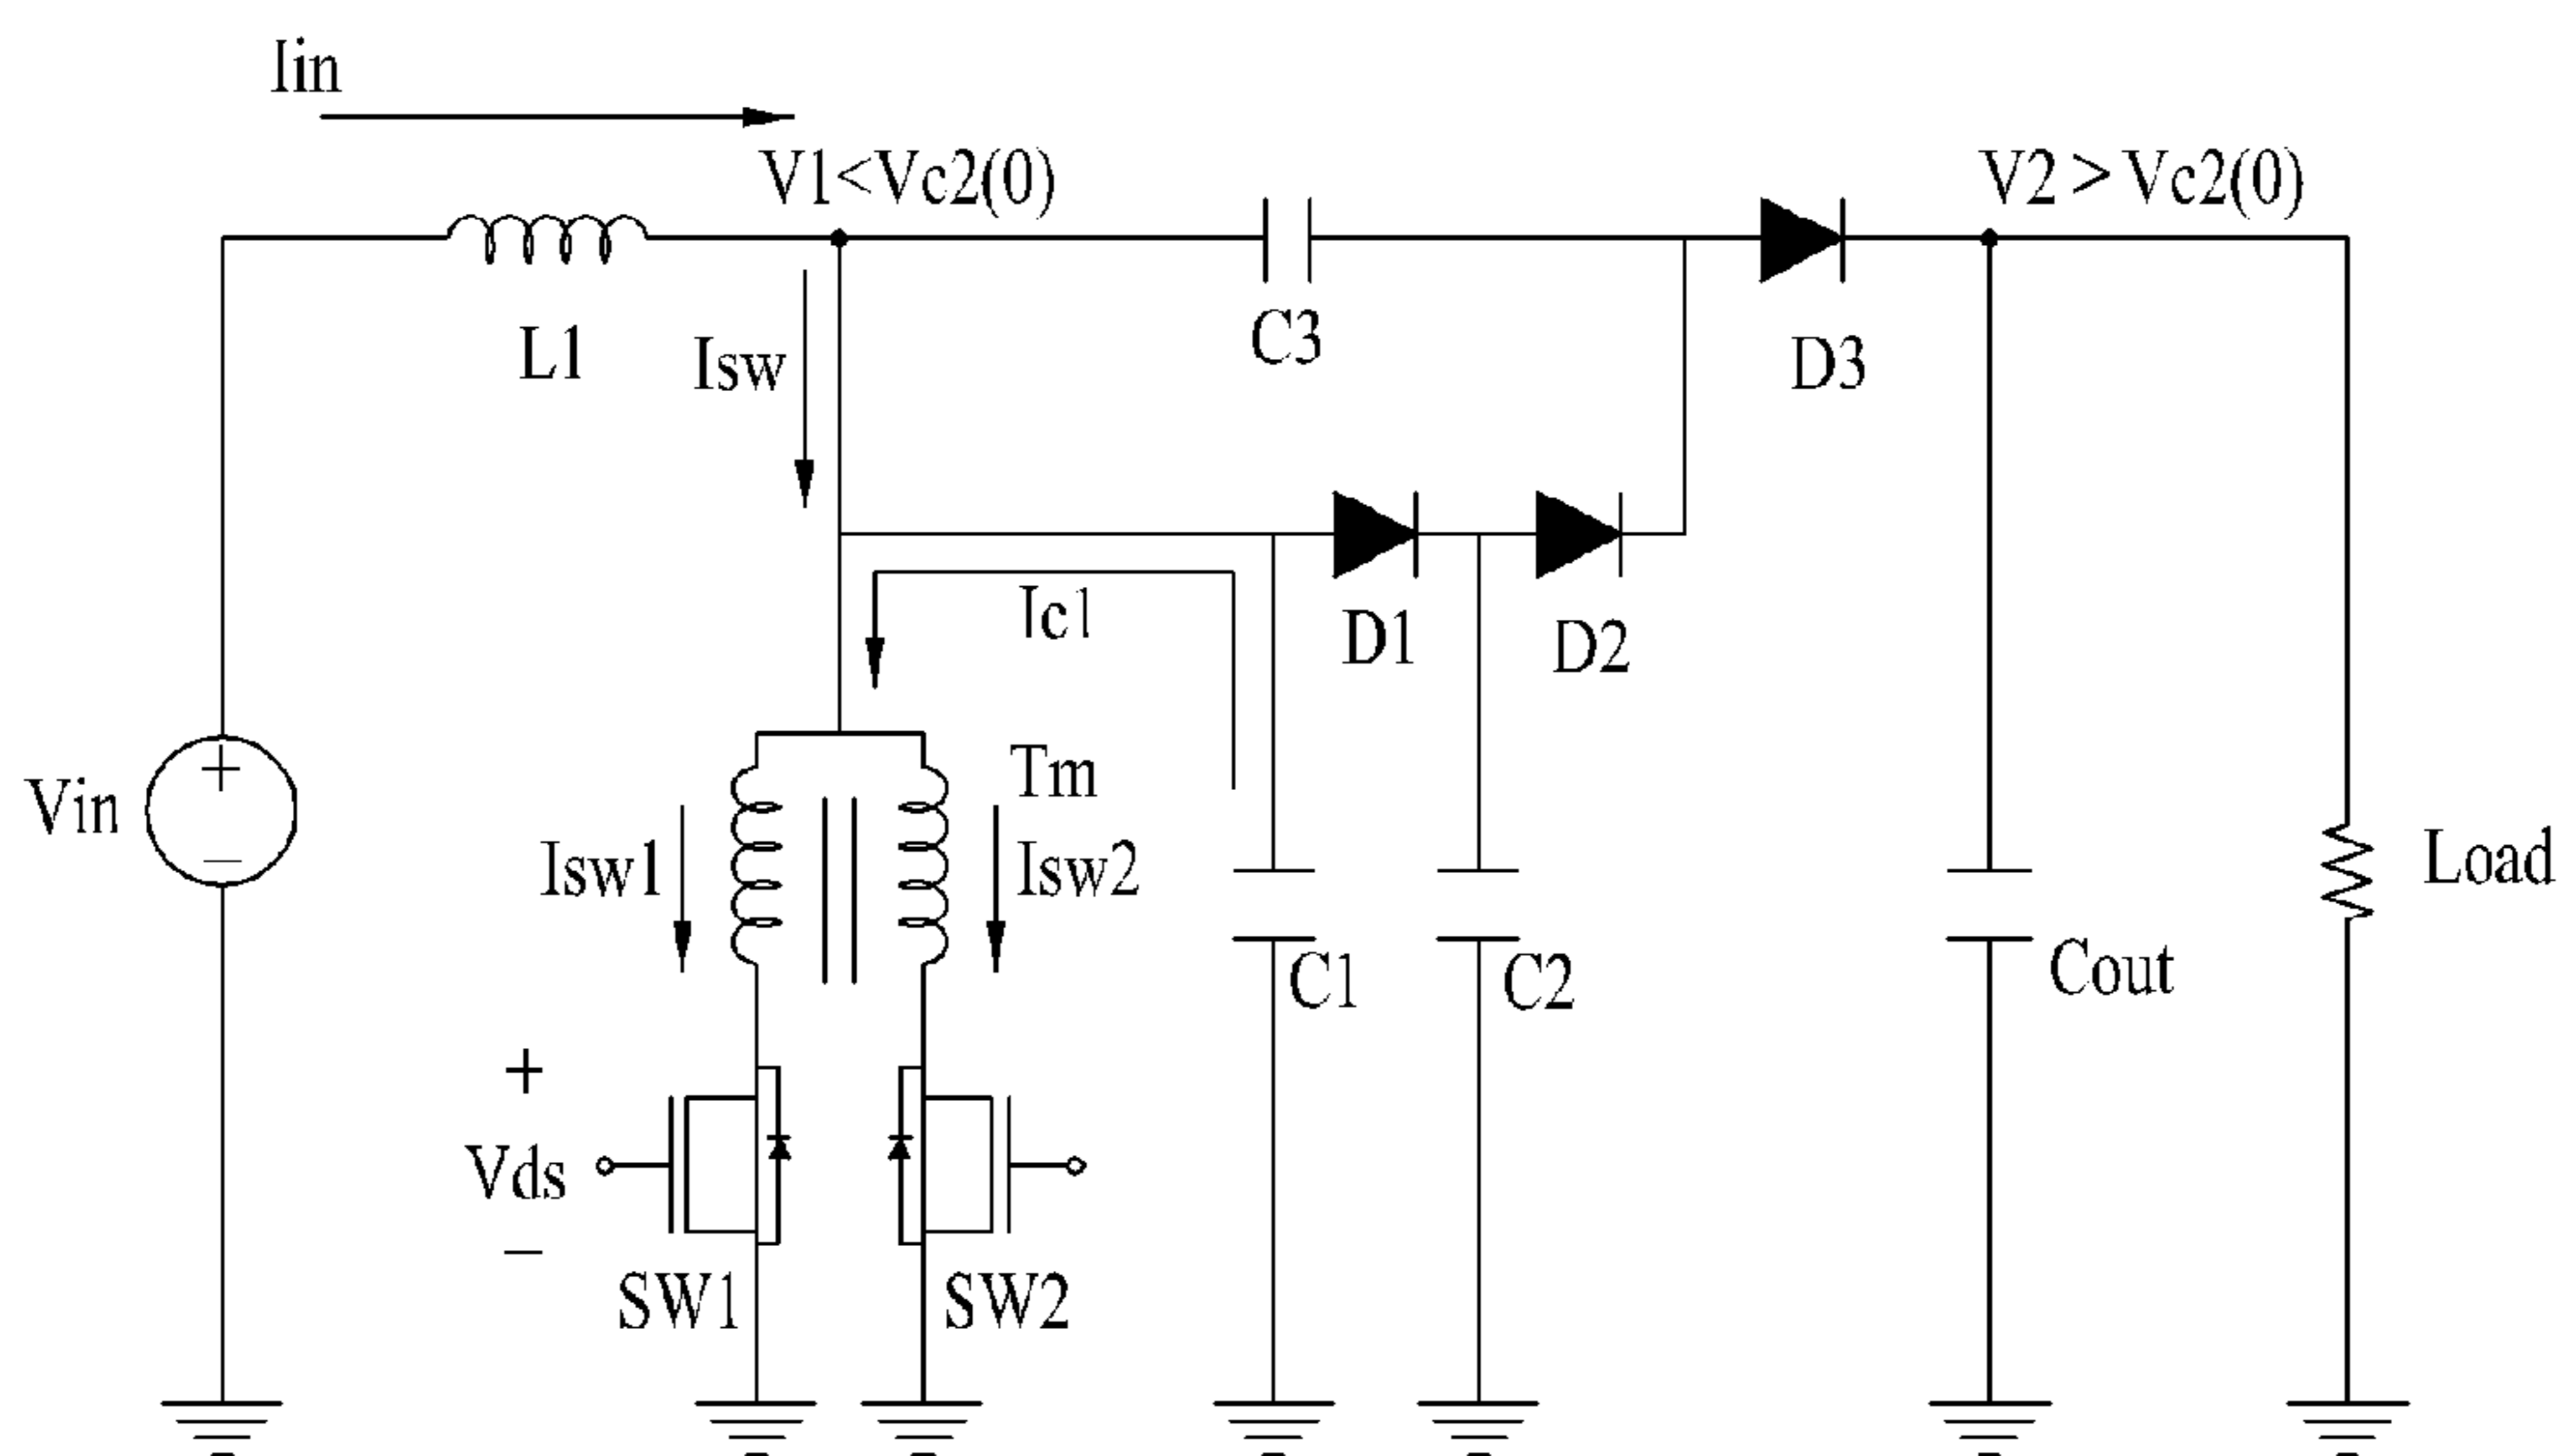 Iin
V1<Vc2(0)
V2 > Vc2(0)
L1
Isw
C3
D3
Ic1
D1
D2
Tm
Vin
+
−
Isw1
Isw2
Load
C1
C2
Cout
+
Vds
−
SW1
SW2